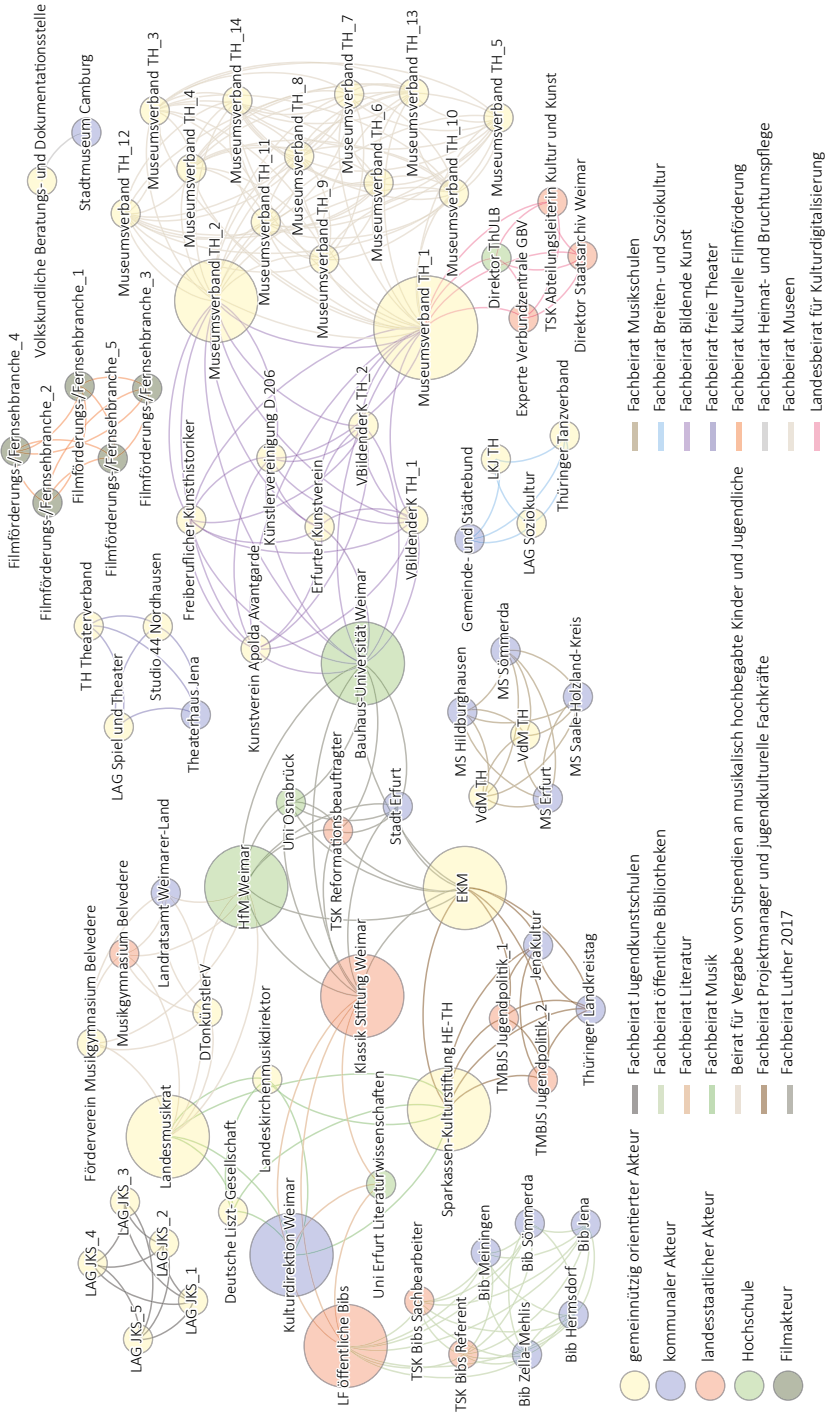 Filmförderungs-/Fernsehbranche_4
Filmförderungs-/Fernsehbranche_2
Filmförderungs-/Fernsehbranche_1
Filmförderungs-/Fernsehbranche_5
Filmförderungs-/Fernsehbranche_3
Volkskundliche Beratungs- und Dokumentationsstelle
Stadtmuseum Camburg
Museumsverband TH_12
Museumsverband TH_3
Museumsverband TH_4
Museumsverband TH_14
Museumsverband TH_2
Museumsverband TH_11
Museumsverband TH_8
Museumsverband TH_7
Museumsverband TH_9
Museumsverband TH_6
Museumsverband TH_13
Museumsverband TH_1
Museumsverband TH_10
Museumsverband TH_5
Direktor ThULB
Experte Verbundzentrale GBV
TSK Abteilungsleiterin Kultur und Kunst
Direktor Staatsarchiv Weimar
TH Theaterverband
LAG Spiel und Theater
Studio 44 Nordhausen
Theaterhaus Jena
Freiberuflicher Kunsthistoriker
Kunstverein Apolda Avantgarde
Künstlervereinigung D 206
Erfurter Kunstverein
VBildenderK TH_2
Bauhaus-Universität Weimar
VBildenderK TH_1
Gemeinde- und Städtebund
LKJ TH
LAG Soziokultur
Thüringer Tanzverband
MS Hildburghausen
MS Sömmerda
VdM TH
VdM TH
MS Erfurt
MS Saale-Holzland-Kreis
Förderverein Musikgymnasium Belvedere
Musikgymnasium Belvedere
Landratsamt Weimarer-Land
DTonkünstlerV
HfM Weimar
Uni Osnabrück
TSK Reformationsbeauftragter
Stadt Erfurt
Klassik Stiftung Weimar
EKM
Landesmusikrat
Landeskirchenmusikdirektor
Deutsche Liszt- Gesellschaft
Kulturdirektion Weimar
Uni Erfurt Literaturwissenschaften
Sparkassen-Kulturstiftung HE-TH
TMBJS Jugendpolitik_1
JenaKultur
TMBJS Jugendpolitik_2
Thüringer Landkreistag
LAG JKS_4
LAG JKS_3
LAG JKS_2
LAG JKS_5
LAG JKS_1
LF öffentliche Bibs
TSK Bibs Sachbearbeiter
TSK Bibs Referent
Bib Meiningen
Bib Sömmerda
Bib Zella-Mehlis
Bib Hermsdorf
Bib Jena
gemeinnützig orientierter Akteur
kommunaler Akteur
landesstaatlicher Akteur
Hochschule
Filmakteur
Fachbeirat Jugendkunstschulen
Fachbeirat öffentliche Bibliotheken
Fachbeirat Literatur
Fachbeirat Musik
Beirat für Vergabe von Stipendien an musikalisch hochbegabte Kinder und Jugendliche
Fachbeirat Projektmanager und jugendkulturelle Fachkräfte
Fachbeirat Luther 2017
Fachbeirat Musikschulen
Fachbeirat Breiten- und Soziokultur
Fachbeirat Bildende Kunst
Fachbeirat freie Theater
Fachbeirat kulturelle Filmförderung
Fachbeirat Heimat- und Bruchtumspflege
Fachbeirat Museen
Landesbeirat für Kulturdigitalisierung